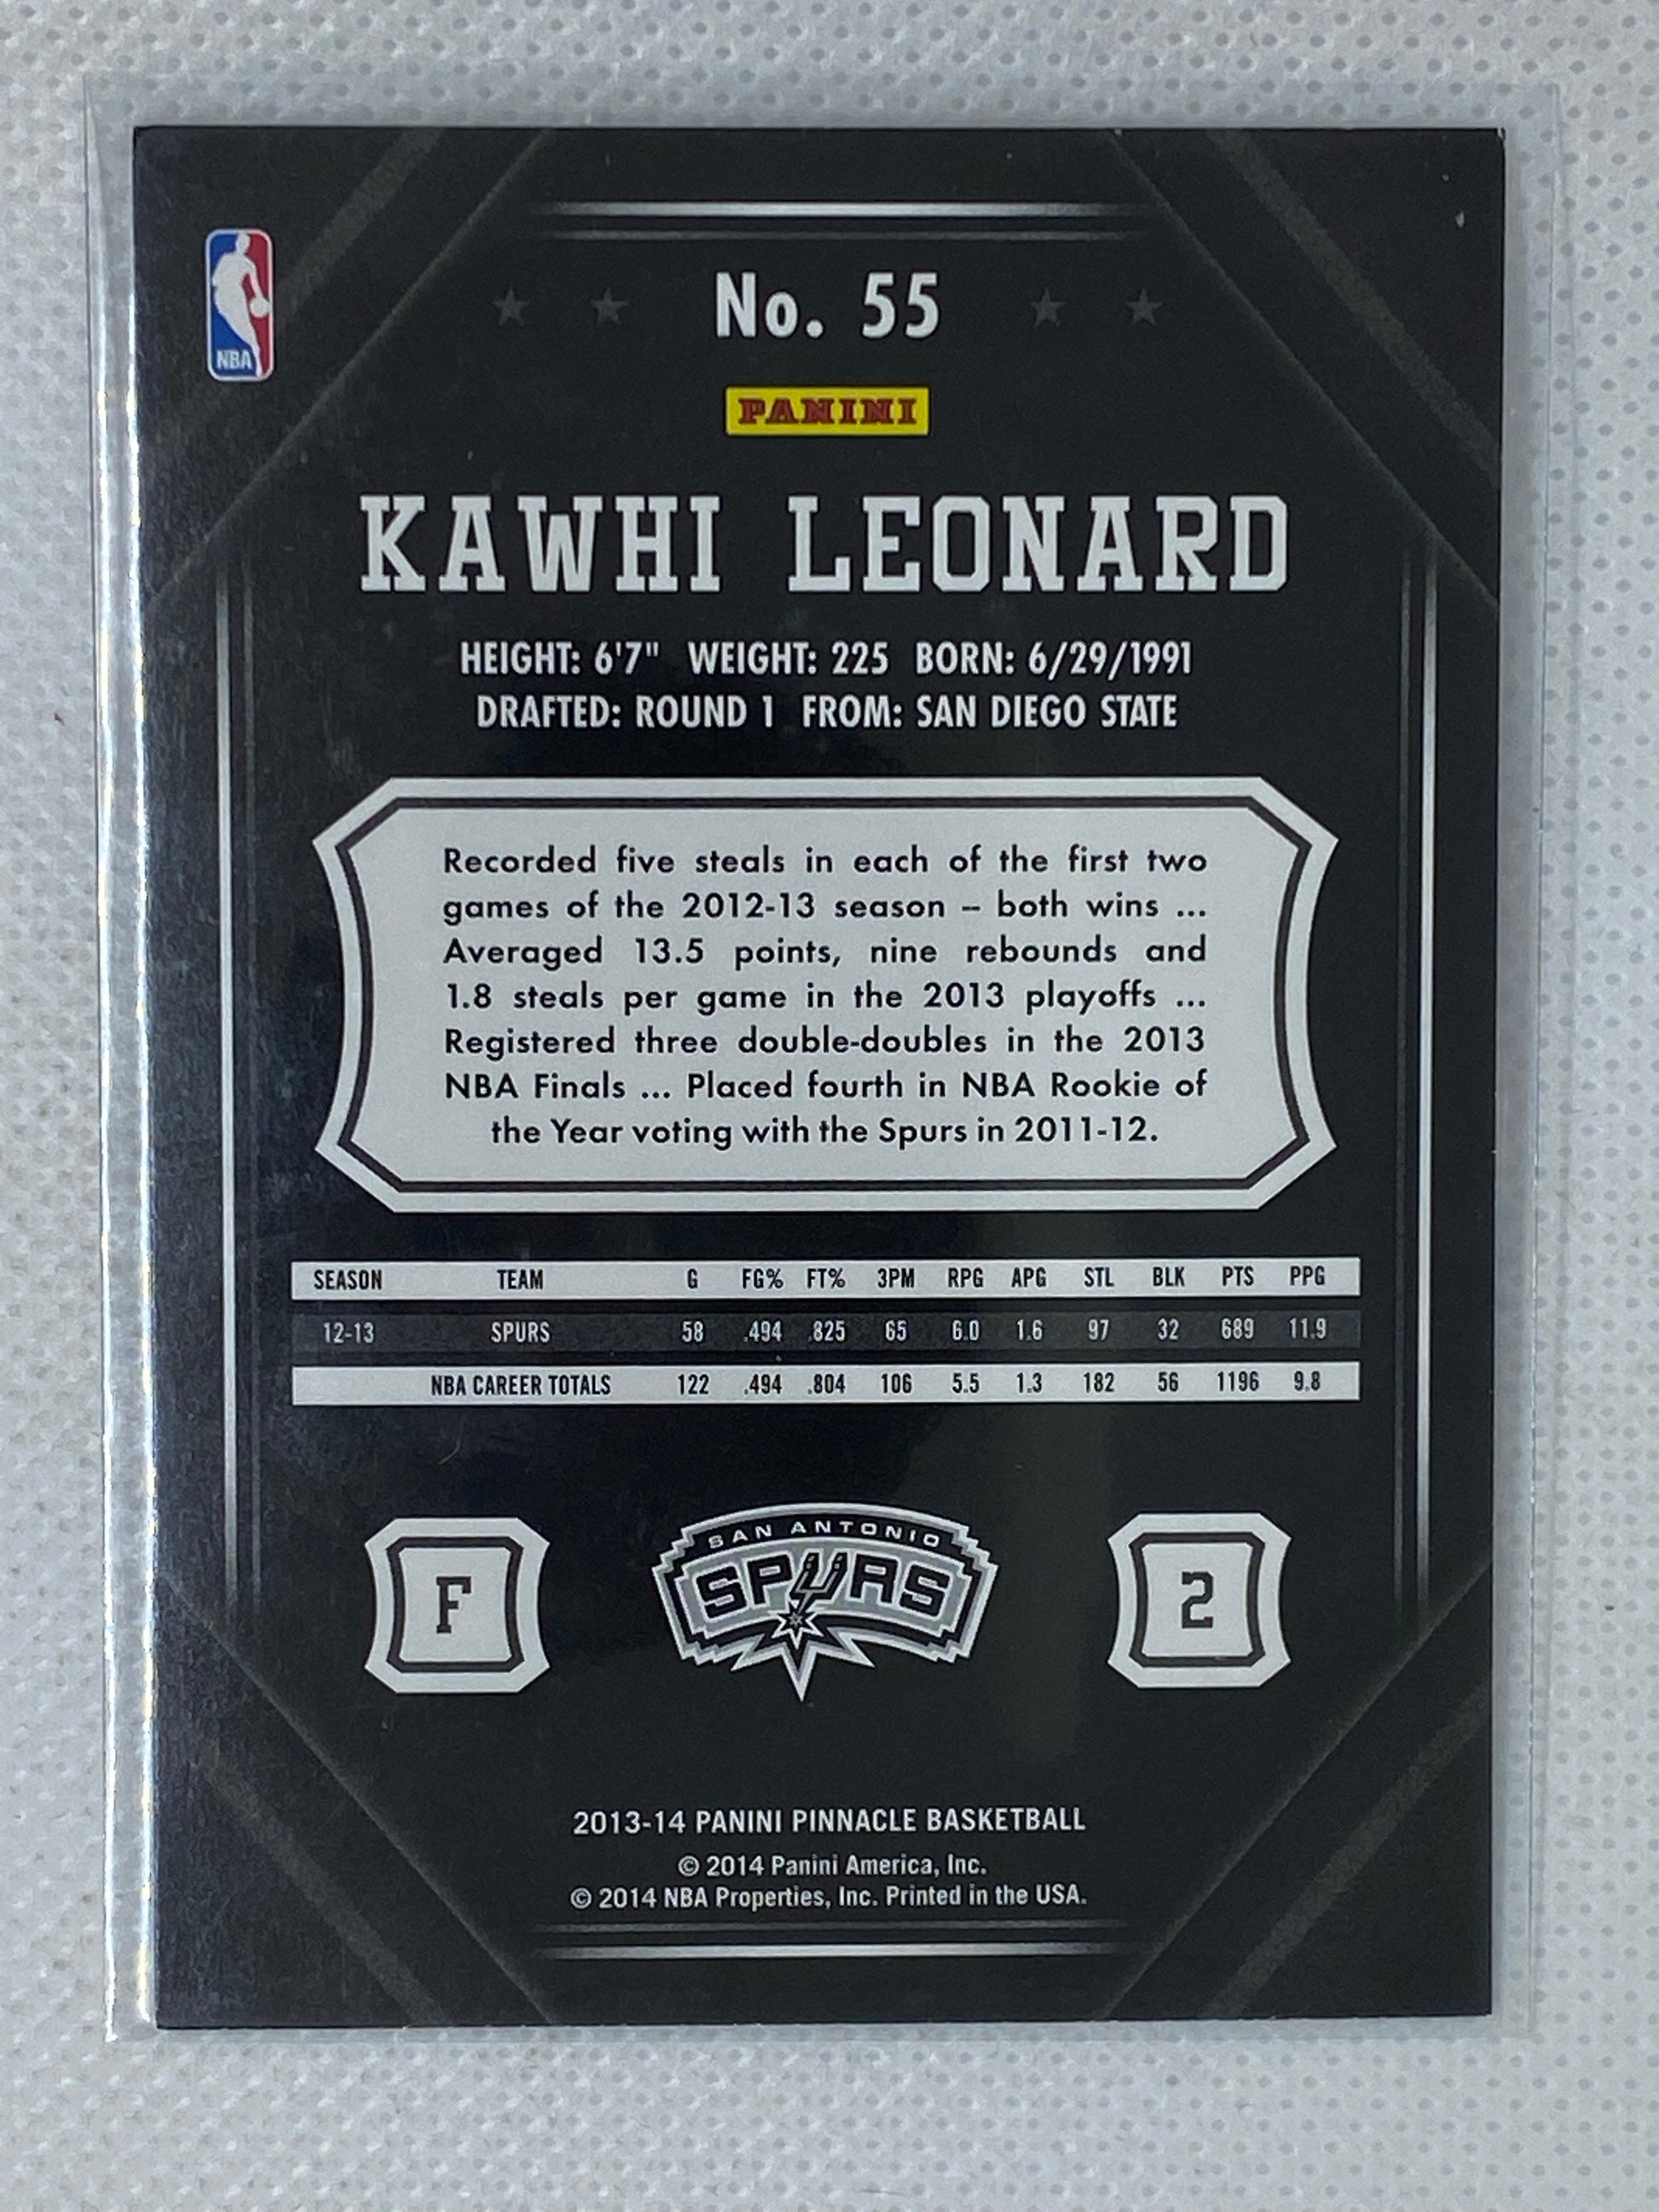 NBA
No. 55
PANINI
KAWHI LEONARD
HEIGHT: 6'7" WEIGHT: 225 BORN: 6/29/1991
DRAFTED: ROUND 1 FROM: SAN DIEGO STATE
Recorded five steals in each of the first two
games of the 2012-13 season – both wins ...
Averaged 13.5 points, nine rebounds and
1.8 steals per game in the 2013 playoffs ...
Registered three double-doubles in the 2013
NBA Finals ... Placed fourth in NBA Rookie of
the Year voting with the Spurs in 2011-12.
SEASON TEAM G FG% FT% 3PM RPG APG STL BLK PTS PPG
12-13 SPURS 58 .494 .825 65 6.0 1.6 97 32 689 11.9
NBA CAREER TOTALS 122 .494 .804 106 5.5 1.3 182 56 1196 9.8
SAN ANTONIO
F SPURS 2
2013-14 PANINI PINNACLE BASKETBALL
© 2014 Panini America, Inc.
© 2014 NBA Properties, Inc. Printed in the USA.